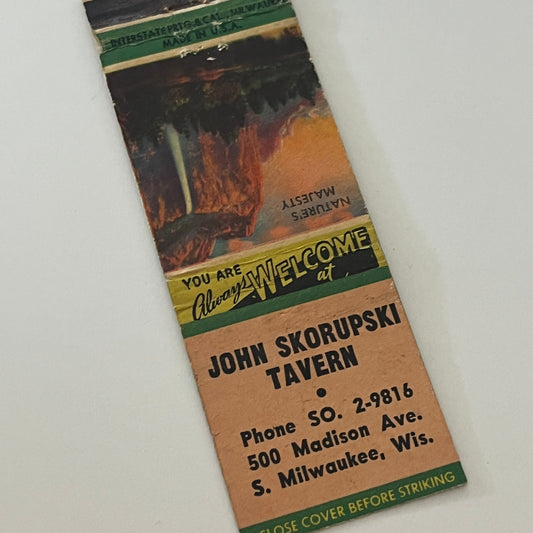 INTERSTATE PRTG. & CAL., MILWAUKEE
MADE IN U.S.A.
NATURE'S
MAJESTY
YOU ARE
Always WELCOME
at
JOHN SKORUPSKI
TAVERN
•
Phone SO. 2-9816
500 Madison Ave.
S. Milwaukee, Wis.
CLOSE COVER BEFORE STRIKING